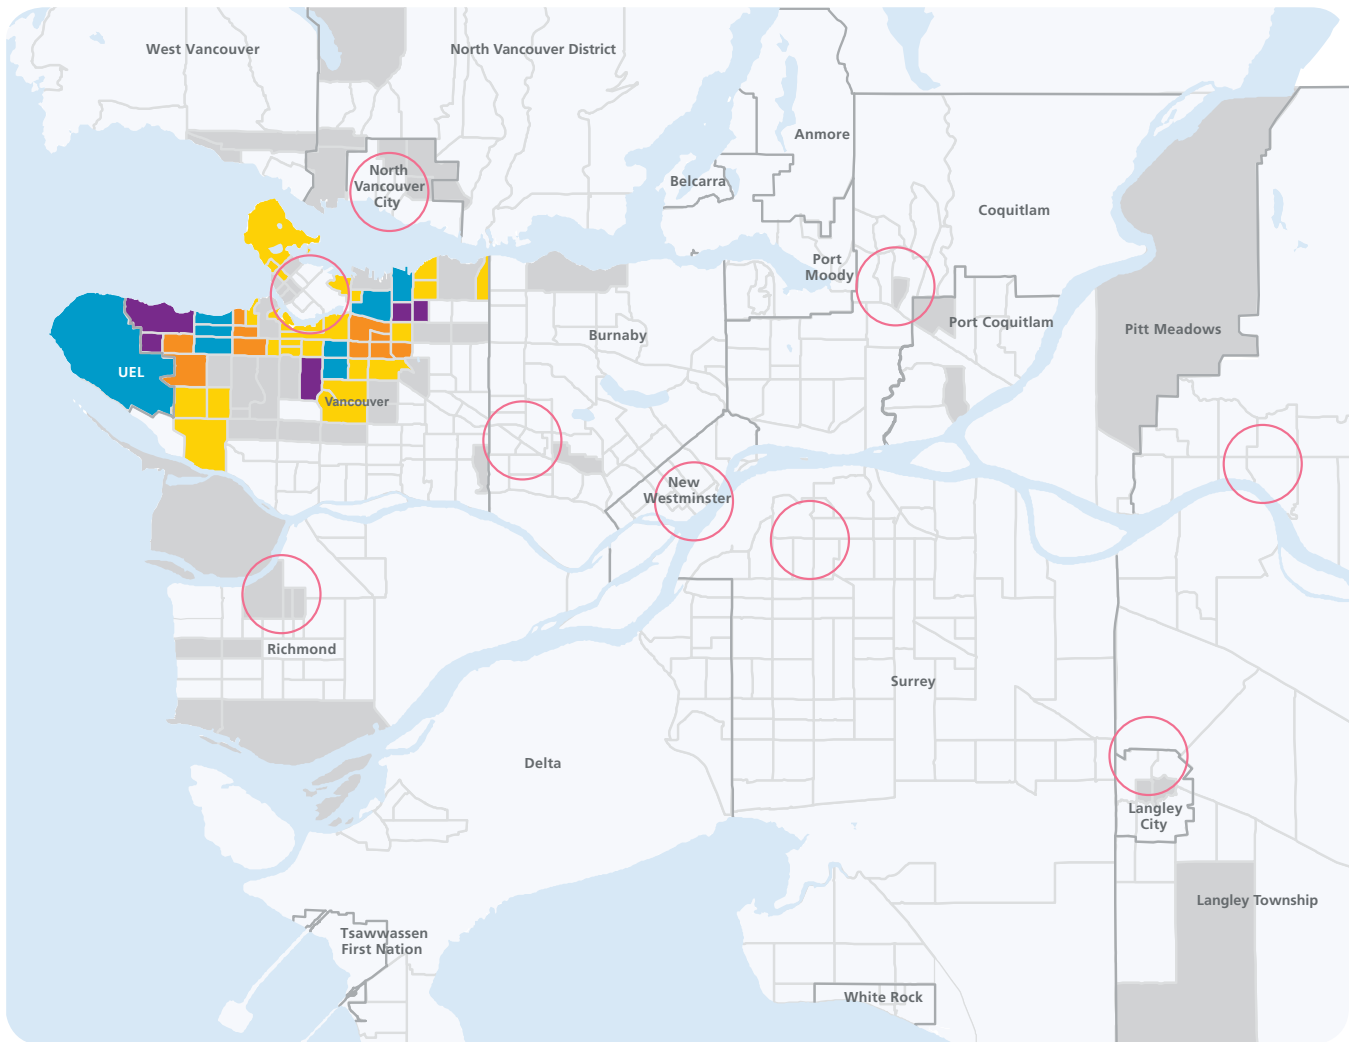 West Vancouver
North Vancouver District
Anmore
North
Vancouver
City
Belcarra
Coquitlam
Port
Moody
Port Coquitlam
Pitt Meadows
Burnaby
UEL
Vancouver
New
Westminster
Richmond
Surrey
Delta
Langley
City
Langley Township
Tsawwassen
First Nation
White Rock